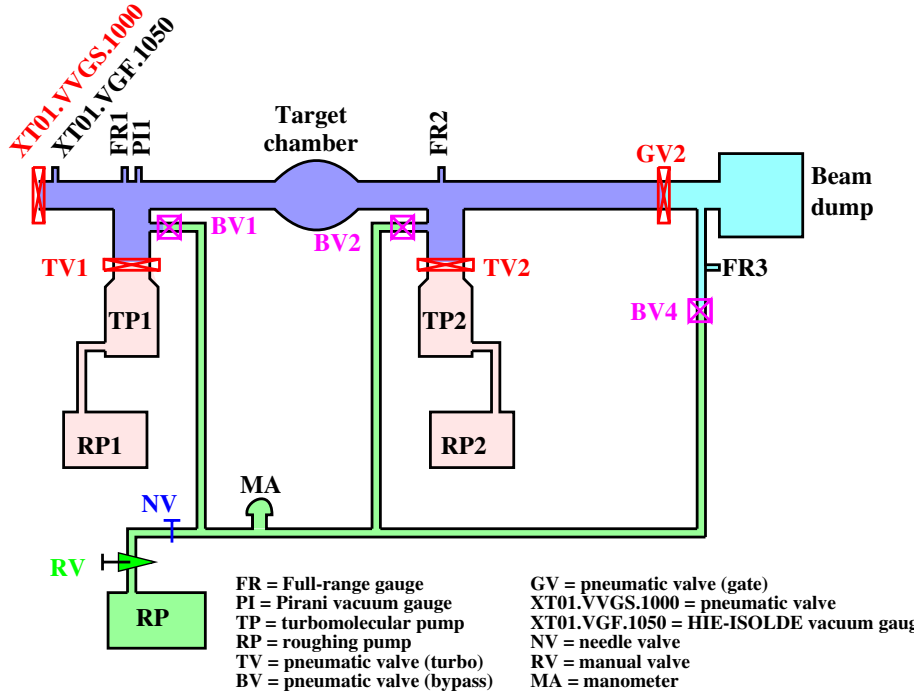 XT01.VVGS.1000
XT01.VGF.1050
FR1
PI1
Target
chamber
FR2
GV2
Beam
dump
BV1
BV2
TV1
TV2
FR3
TP1
TP2
BV4
RP1
RP2
MA
NV
RV
RP
FR = Full-range gauge
PI = Pirani vacuum gauge
TP = turbomolecular pump
RP = roughing pump
TV = pneumatic valve (turbo)
BV = pneumatic valve (bypass)
GV = pneumatic valve (gate)
XT01.VVGS.1000 = pneumatic valve
XT01.VGF.1050 = HIE-ISOLDE vacuum gaug
NV = needle valve
RV = manual valve
MA = manometer